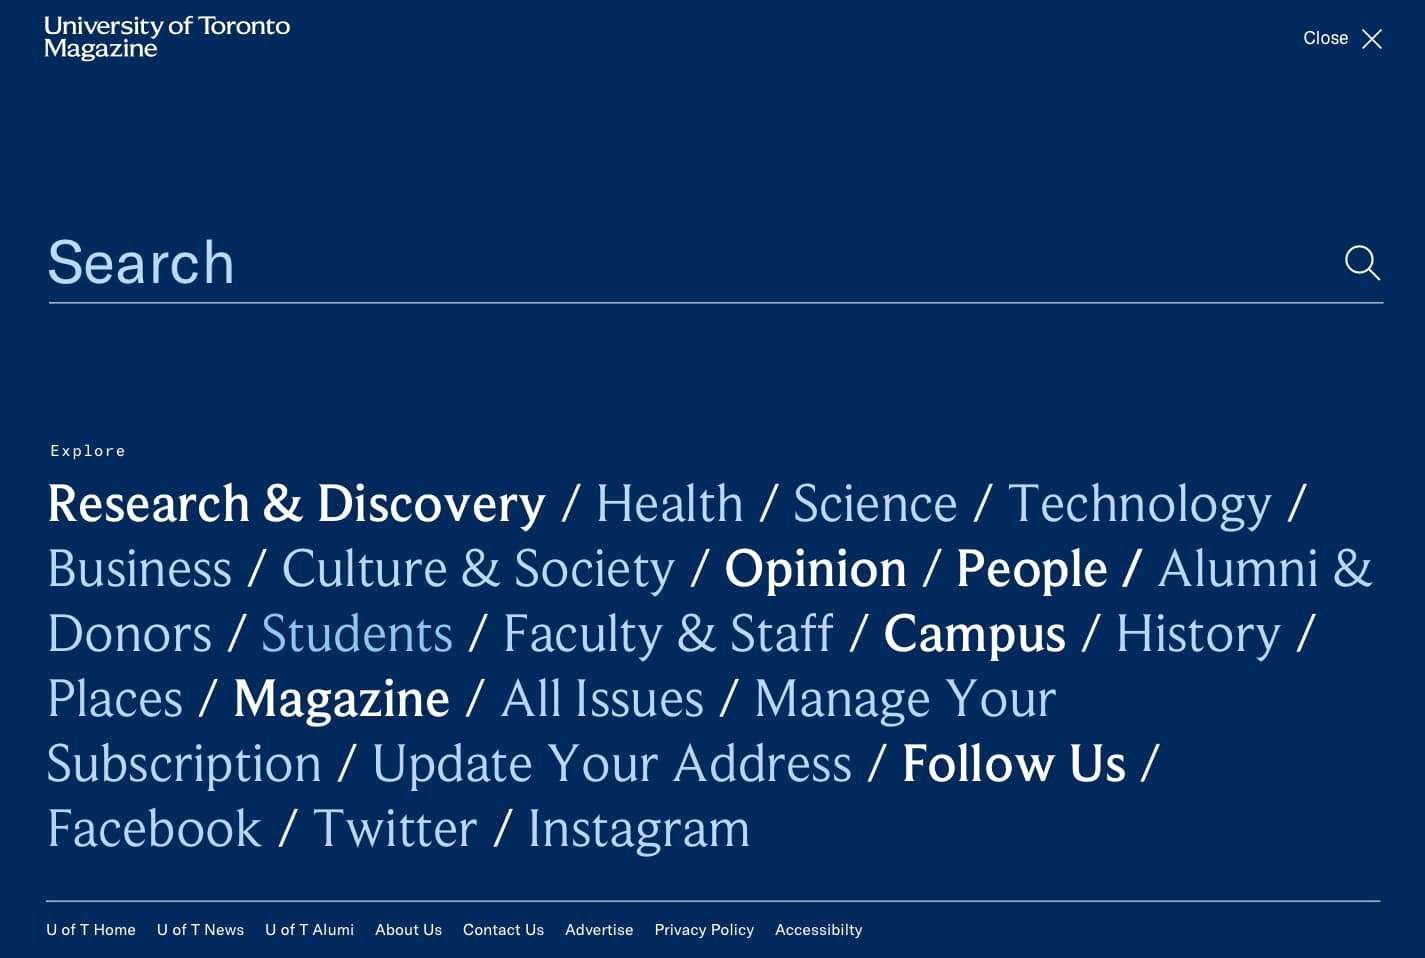 University of Toronto
Magazine
Close
Search
Explore
Research & Discovery / Health / Science / Technology /
Business / Culture & Society / Opinion / People / Alumni &
Donors / Students / Faculty & Staff / Campus / History /
Places / Magazine / All Issues / Manage Your
Subscription / Update Your Address / Follow Us /
Facebook / Twitter / Instagram
U of T Home U of T News U of T Alumi About Us Contact Us Advertise Privacy Policy Accessibilty